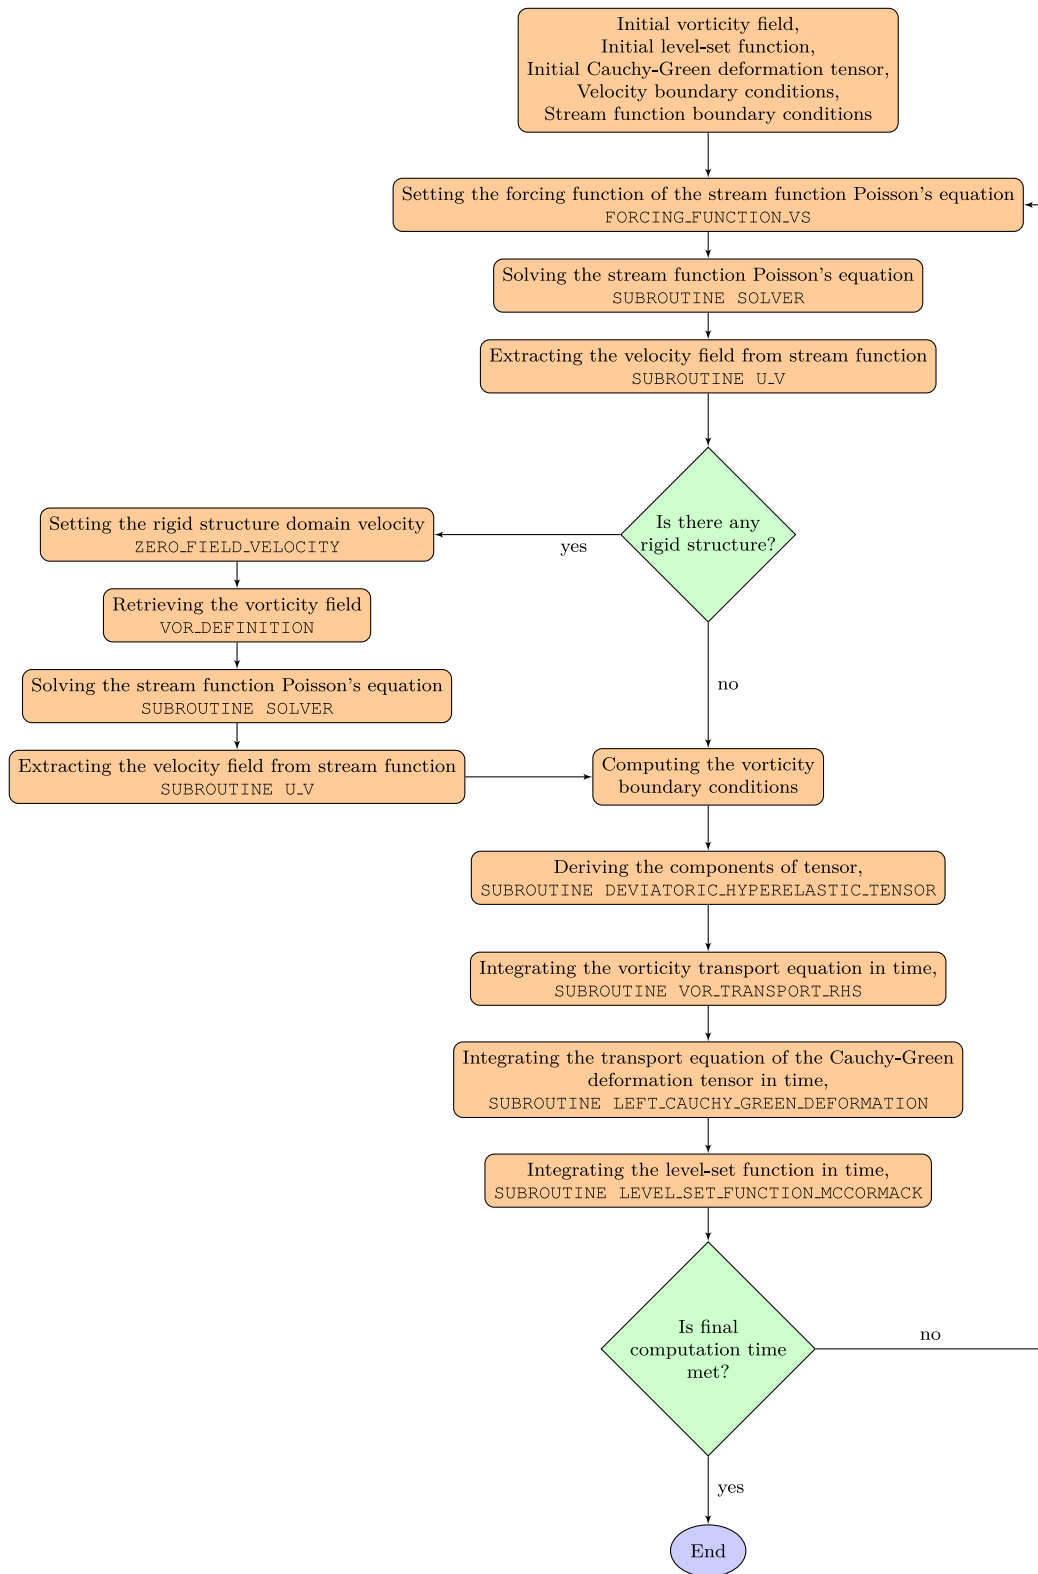 Initial vorticity field,
Initial level-set function,
Initial Cauchy-Green deformation tensor,
Velocity boundary conditions,
Stream function boundary conditions
Setting the forcing function of the stream function Poisson's equation
FORCING_FUNCTION_VS
Solving the stream function Poisson's equation
SUBROUTINE SOLVER
Extracting the velocity field from stream function
SUBROUTINE U_V
Is there any
rigid structure?
yes
Setting the rigid structure domain velocity
ZERO_FIELD_VELOCITY
Retrieving the vorticity field
VOR_DEFINITION
Solving the stream function Poisson's equation
SUBROUTINE SOLVER
Extracting the velocity field from stream function
SUBROUTINE U_V
no
Computing the vorticity
boundary conditions
Deriving the components of tensor,
SUBROUTINE DEVIATORIC_HYPERELASTIC_TENSOR
Integrating the vorticity transport equation in time,
SUBROUTINE VOR_TRANSPORT_RHS
Integrating the transport equation of the Cauchy-Green
deformation tensor in time,
SUBROUTINE LEFT_CAUCHY_GREEN_DEFORMATION
Integrating the level-set function in time,
SUBROUTINE LEVEL_SET_FUNCTION_MCCORMACK
Is final
computation time
met?
no
yes
End